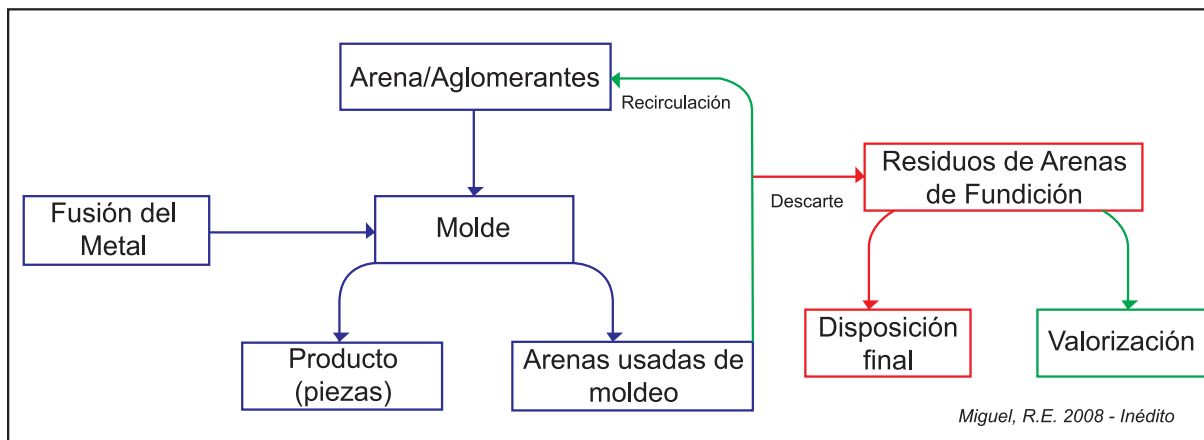 Arena/Aglomerantes
Recirculación
Residuos de Arenas
de Fundición
Descarte
Fusión del
Metal
Molde
Producto
(piezas)
Arenas usadas de
moldeo
Disposición
final
Valorización
Miguel, R.E. 2008 - Inédito